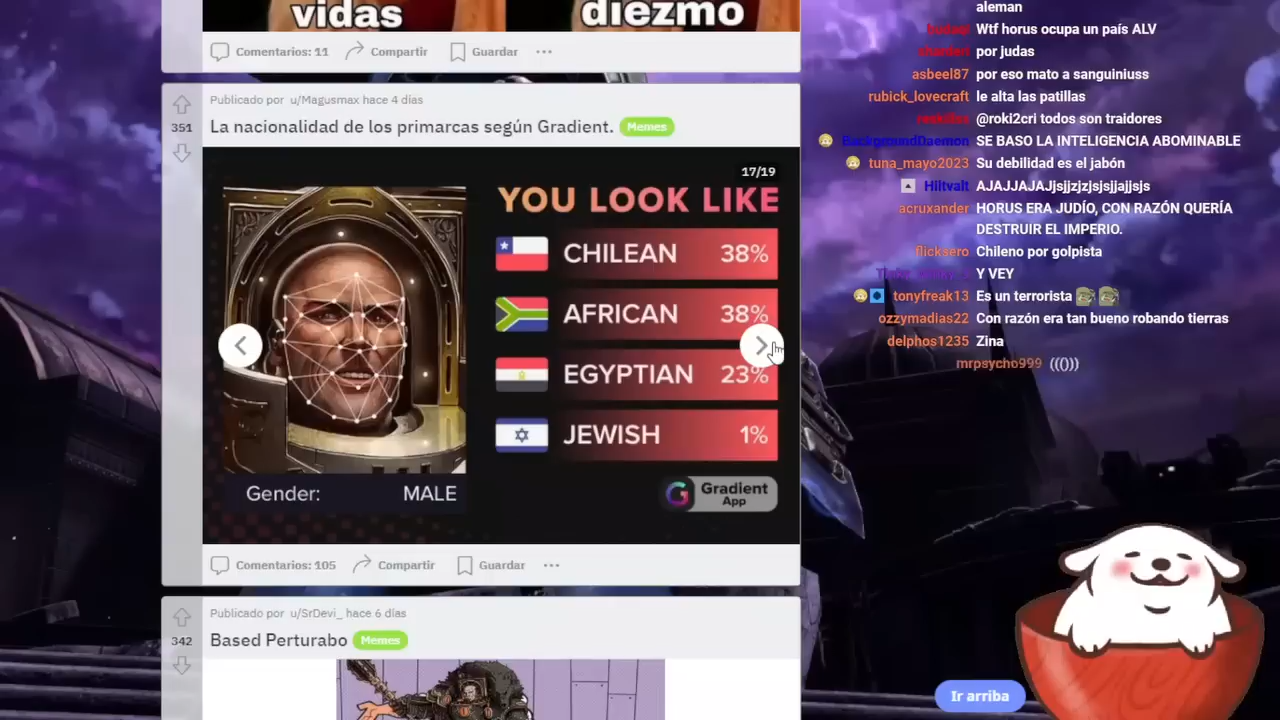 vidas
diezmo
Comentarios: 11
Compartir
Guardar
Publicado por u/Magusmax hace 4 días
351
La nacionalidad de los primarcas según Gradient.
Memes
17/19
YOU LOOK LIKE
CHILEAN 38%
AFRICAN 38%
EGYPTIAN 23%
JEWISH 1%
Gender: MALE
Gradient
App
Comentarios: 105
Compartir
Guardar
Publicado por u/SrDevi_ hace 6 días
342
Based Perturabo
Memes
aleman
Wtf horus ocupa un país ALV
por judas
asbeel87 por eso mato a sanguiniuss
rubick_lovecraft le alta las patillas
@roki2cri todos son traidores
BackgroundDaemon SE BASO LA INTELIGENCIA ABOMINABLE
tuna_mayo2023 Su debilidad es el jabón
Hiltvalt AJAJJAJAJjsjjzjzjsjsjjajjsjs
acruxander HORUS ERA JUDÍO, CON RAZÓN QUERÍA
DESTRUIR EL IMPERIO.
flicksero Chileno por golpista
Y VEY
tonyfreak13 Es un terrorista
ozzymadias22 Con razón era tan bueno robando tierras
delphos1235 Zina
mrpsycho999 ((()))
Ir arriba